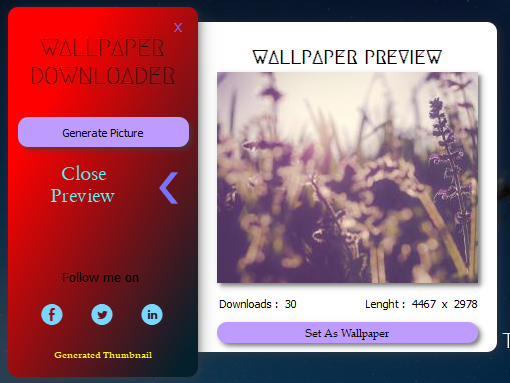 X
WALLPAPER
DOWNLOADER
Generate Picture
Close
Preview
Follow me on
Generated Thumbnail
WALLPAPER PREVIEW
Downloads : 30
Lenght : 4467 x 2978
Set As Wallpaper